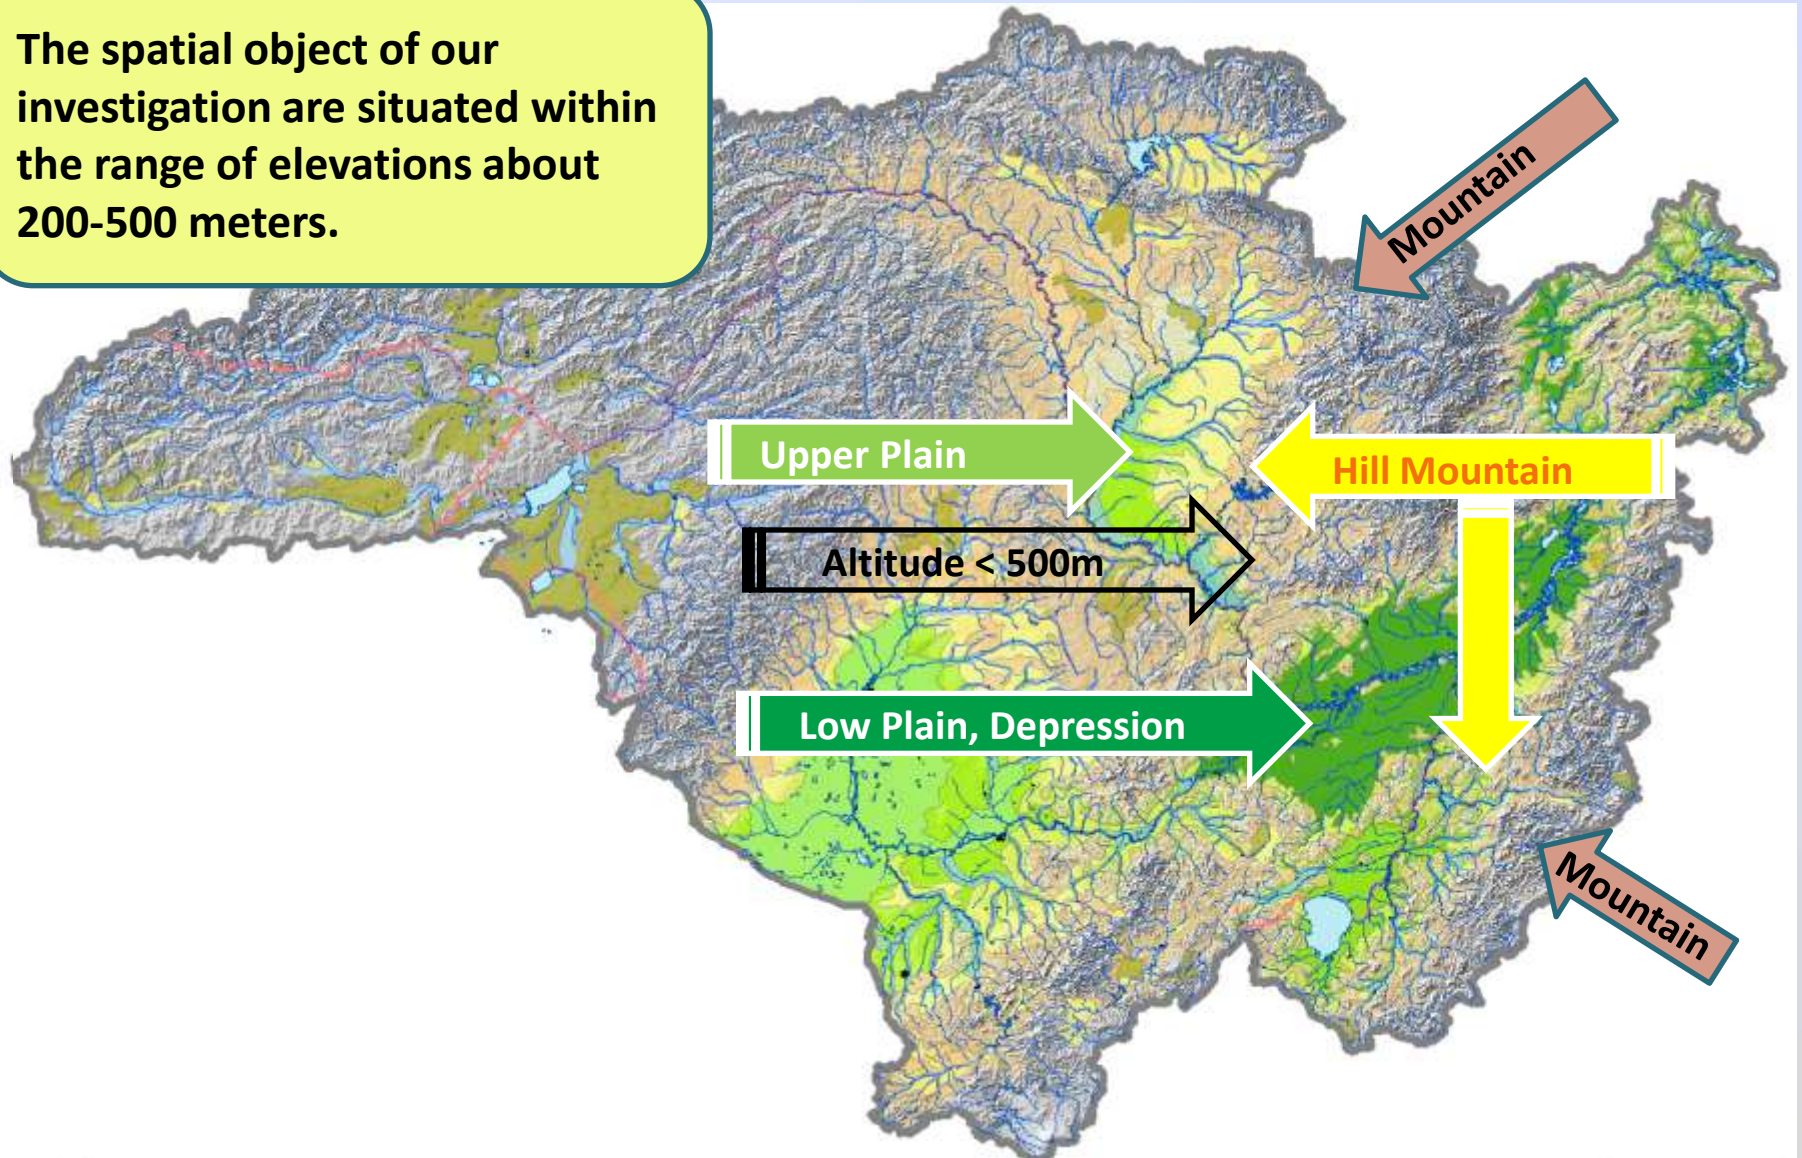 The spatial object of our
investigation are situated within
the range of elevations about
200-500 meters.
Mountain
Upper Plain
Hill Mountain
Altitude < 500m
Low Plain, Depression
Mountain